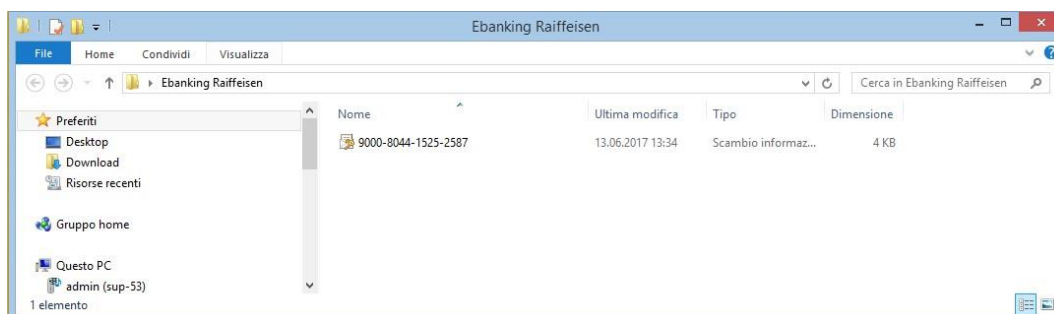 Ebanking Raiffeisen
File Home Condividi Visualizza
Ebanking Raiffeisen Cerca in Ebanking Raiffeisen
Preferiti
Desktop
Download
Risorse recenti
Gruppo home
Questo PC
admin (sup-53)
Nome Ultima modifica Tipo Dimensione
9000-8044-1525-2587 13.06.2017 13:34 Scambio informaz... 4 KB
1 elemento